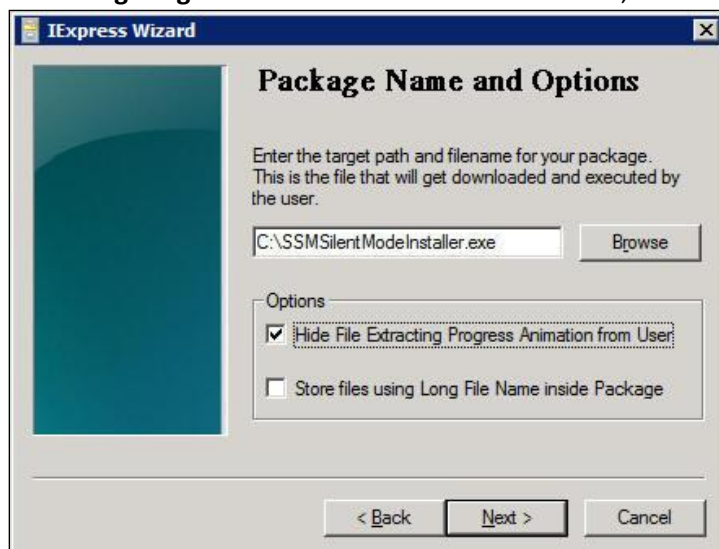 IExpress Wizard
Package Name and Options
Enter the target path and filename for your package.
This is the file that will get downloaded and executed by
the user.
C:\SSMSilentModeInstaller.exe
Browse
Options
Hide File Extracting Progress Animation from User
Store files using Long File Name inside Package
< Back
Next >
Cancel